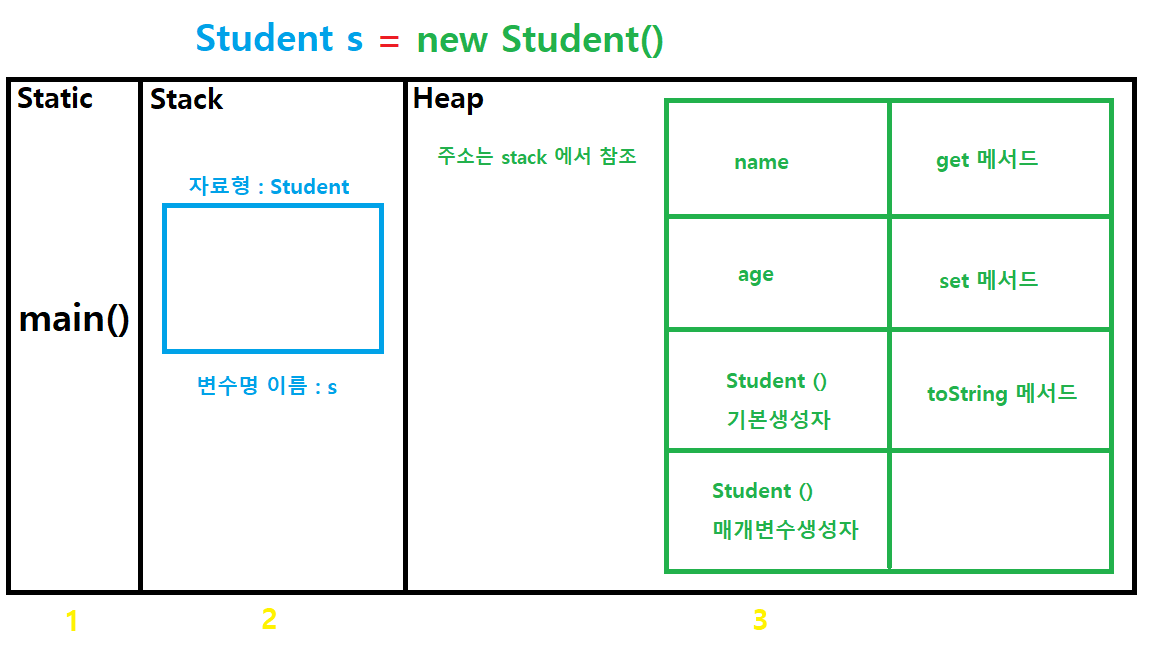 Student s = new Student()
Static
Stack
Heap
main()
자료형 : Student
변수명 이름 : s
주소는 stack 에서 참조
name
get 메서드
age
set 메서드
Student ()
기본생성자
toString 메서드
Student ()
매개변수생성자
1
2
3